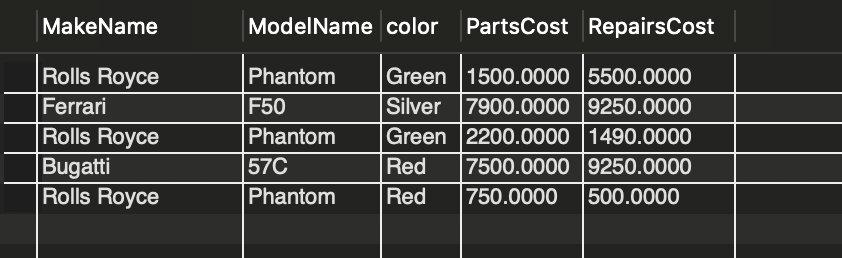 MakeName ModelName color PartsCost RepairsCost
Rolls Royce Phantom Green 1500.0000 5500.0000
Ferrari F50 Silver 7900.0000 9250.0000
Rolls Royce Phantom Green 2200.0000 1490.0000
Bugatti 57C Red 7500.0000 9250.0000
Rolls Royce Phantom Red 750.0000 500.0000